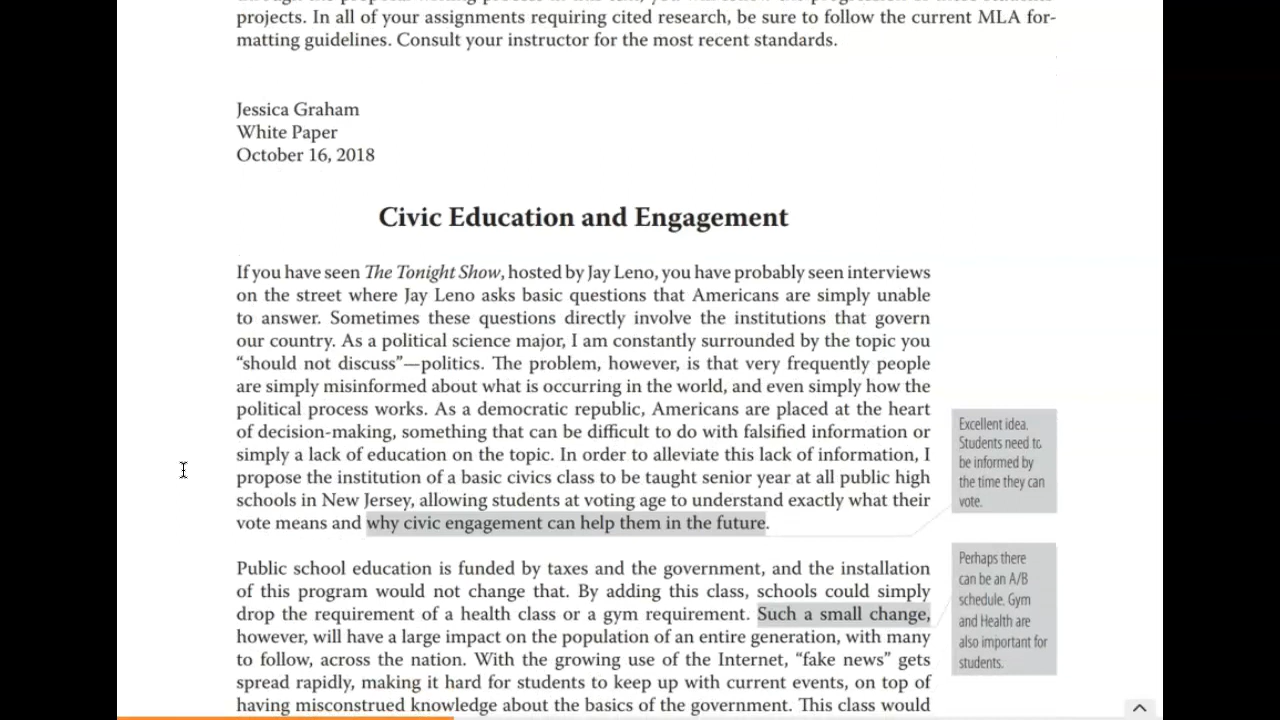 projects. In all of your assignments requiring cited research, be sure to follow the current MLA for-
matting guidelines. Consult your instructor for the most recent standards.
Jessica Graham
White Paper
October 16, 2018
Civic Education and Engagement
If you have seen The Tonight Show, hosted by Jay Leno, you have probably seen interviews
on the street where Jay Leno asks basic questions that Americans are simply unable
to answer. Sometimes these questions directly involve the institutions that govern
our country. As a political science major, I am constantly surrounded by the topic you
“should not discuss”—politics. The problem, however, is that very frequently people
are simply misinformed about what is occurring in the world, and even simply how the
political process works. As a democratic republic, Americans are placed at the heart
of decision-making, something that can be difficult to do with falsified information or
simply a lack of education on the topic. In order to alleviate this lack of information, I
propose the institution of a basic civics class to be taught senior year at all public high
schools in New Jersey, allowing students at voting age to understand exactly what their
vote means and why civic engagement can help them in the future.
Excellent idea.
Students need to
be informed by
the time they can
vote.
Public school education is funded by taxes and the government, and the installation
of this program would not change that. By adding this class, schools could simply
drop the requirement of a health class or a gym requirement. Such a small change,
however, will have a large impact on the population of an entire generation, with many
to follow, across the nation. With the growing use of the Internet, “fake news” gets
spread rapidly, making it hard for students to keep up with current events, on top of
having misconstrued knowledge about the basics of the government. This class would
Perhaps there
can be an A/B
schedule. Gym
and Health are
also important for
students.